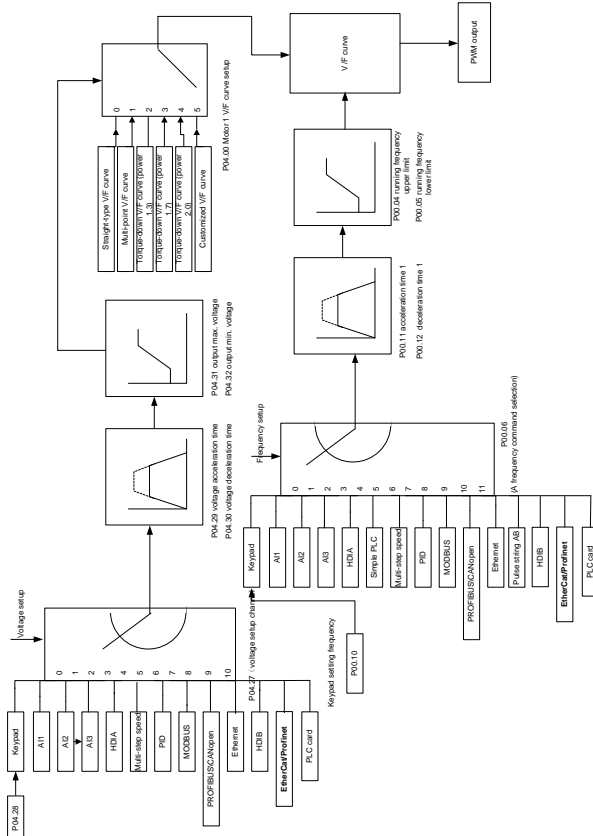 P04.28
Keypad
AI1
AI2
AI3
HDIA
Multi-step speed
PID
MODBUS
PROFIBUS\CANopen
Ethernet
HDIB
EtherCat/Profinet
PLC card
Voltage setup
0
1
2
3
4
5
6
7
8
9
10
P04.27（voltage setup chann
P04.29 voltage acceleration time
P04.30 voltage deceleration time
P04.31 output max. voltage
P04.32 output min. voltage
Straight-type V/F curve
Multi-point V/F curve
Torque-down V/F curve (power
1.3)
Torque-down V/F curve (power
1.7)
Torque-down V/F curve (power
2.0)
Customized V/F curve
0
1
2
3
4
5
P04.00 Motor 1 V/F curve setup
Keypad setting frequency
P00.10
Keypad
AI1
AI2
AI3
HDIA
Simple PLC
Multi-step speed
PID
MODBUS
PROFIBUS\CANopen
Ethernet
Pulse string AB
HDIB
EtherCat/Profinet
PLC card
Frequency setup
0
1
2
3
4
5
6
7
8
9
10
11
P00.06
(A frequency command selection)
P00.11 acceleration time 1
P00.12 deceleration time 1
P00.04 running frequency
upper limit
P00.05 running frequency
lower limit
V/F curve
PWM output